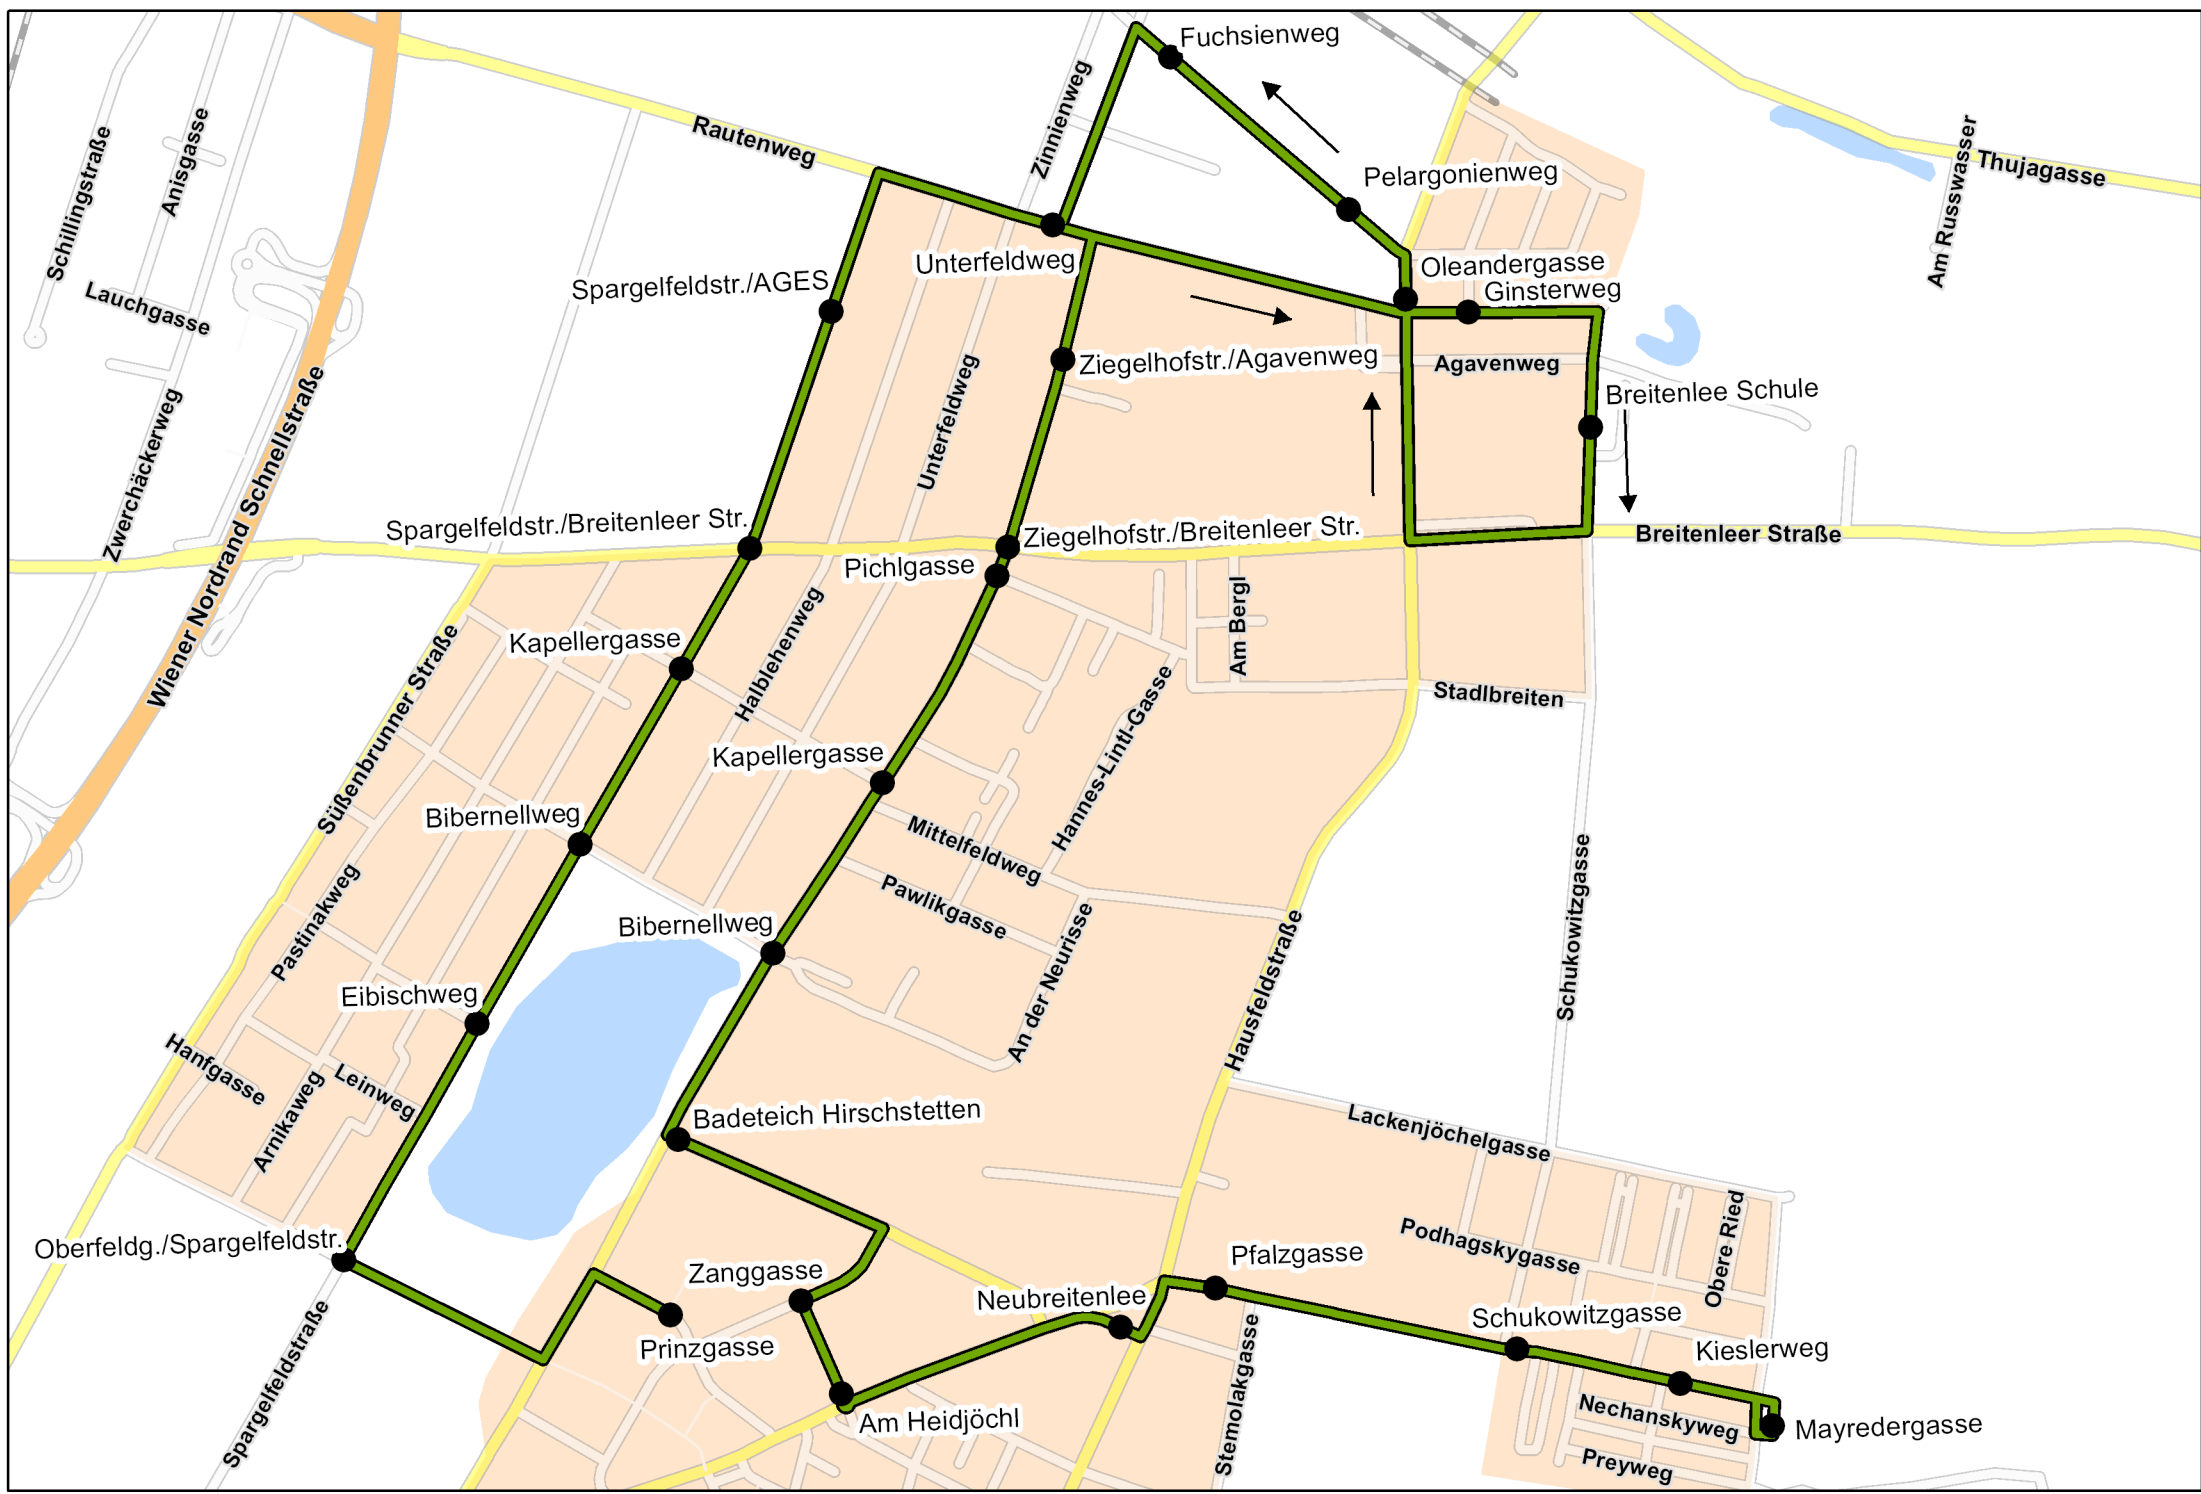 Fuchsienweg
Zinnienweg
Rautenweg
Anisgasse
Schillingstraße
Am Russwasser
Thujagasse
Pelargonienweg
Unterfeldweg
Oleandergasse
Ginsterweg
Spargelfeldstr./AGES
Lauchgasse
Ziegelhofstr./Agavenweg
Agavenweg
Breitenlee Schule
Unterfeldweg
Zwerchäckerweg
Wiener Nordrand Schnellstraße
Spargelfeldstr./Breitenleer Str.
Ziegelhofstr./Breitenleer Str.
Breitenleer Straße
Pichlgasse
Am Bergl
Kapellergasse
Halblehenweg
Süßenbrunner Straße
Stadlbreiten
Hannes-Lintl-Gasse
Kapellergasse
Bibernellweg
Mittelfeldweg
Pawlikgasse
Schukowitzgasse
Pastinakweg
Bibernellweg
An der Neurisse
Hausfeldstraße
Eibischweg
Hanfgasse
Leinweg
Arnikaweg
Badeteich Hirschstetten
Lackenjöchelgasse
Oberfeldg./Spargelfeldstr.
Podhagskygasse
Obere Ried
Zanggasse
Pfalzgasse
Neubreitenlee
Prinzgasse
Schukowitzgasse
Kieslerweg
Spargelfeldstraße
Stemolakgasse
Am Heidjöchl
Nechanskyweg
Mayredergasse
Preyweg